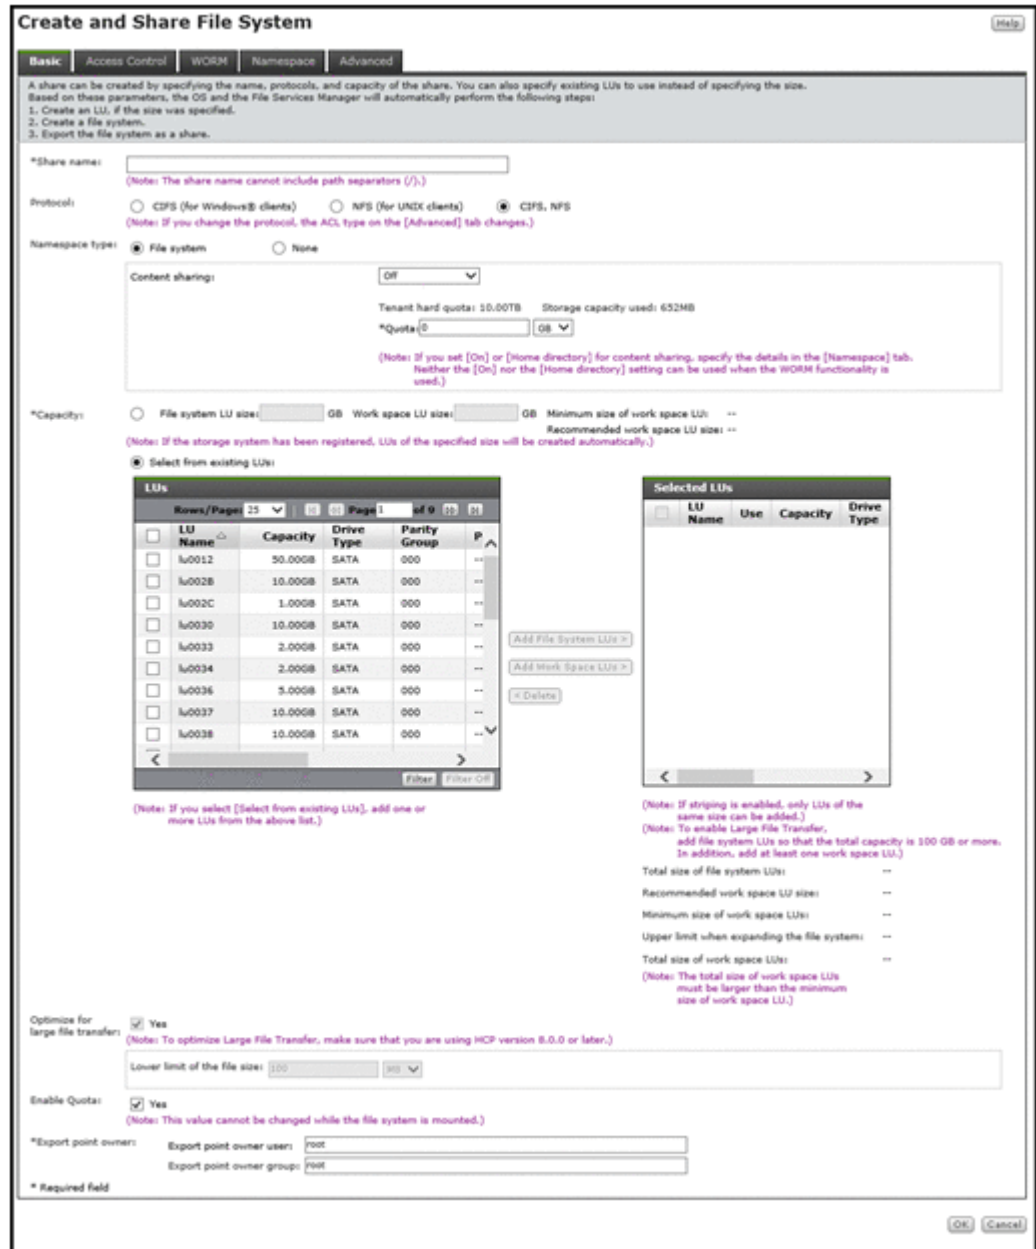 Create and Share File System
Help
Basic Access Control WORM Namespace Advanced
A share can be created by specifying the name, protocols, and capacity of the share. You can also specify existing LUs to use instead of specifying the size.
Based on these parameters, the OS and the File Services Manager will automatically perform the following steps:
1. Create an LU, if the size was specified.
2. Create a file system.
3. Export the file system as a share.
*Share name:
(Note: The share name cannot include path separators (/).)
Protocol: CIFS (for Windows® clients) NFS (for UNIX clients) CIFS, NFS
(Note: If you change the protocol, the ACL type on the [Advanced] tab changes.)
Namespace type: File system None
Content sharing: Off
Tenant hard quota: 10.00TB Storage capacity used: 652MB
*Quota: 0 GB
(Note: If you set [On] or [Home directory] for content sharing, specify the details in the [Namespace] tab.
Neither the [On] nor the [Home directory] setting can be used when the WORM functionality is
used.)
*Capacity: File system LU size: GB Work space LU size: GB Minimum size of work space LU: --
Recommended work space LU size: --
(Note: If the storage system has been registered, LUs of the specified size will be created automatically.)
Select from existing LUs:
LUs
Rows/Page: 25 Page 1 of 9
LU Name Capacity Drive Type Parity Group P
lu0012 50.00GB SATA 000 --
lu002B 10.00GB SATA 000 --
lu002C 1.00GB SATA 000 --
lu0030 10.00GB SATA 000 --
lu0033 2.00GB SATA 000 --
lu0034 2.00GB SATA 000 --
lu0036 5.00GB SATA 000 --
lu0037 10.00GB SATA 000 --
lu0038 10.00GB SATA 000 --
Filter Filter Off
(Note: If you select [Select from existing LUs], add one or
more LUs from the above list.)
Add File System LUs >
Add Work Space LUs >
< Delete
Selected LUs
LU Name Use Capacity Drive Type
(Note: If striping is enabled, only LUs of the
same size can be added.)
(Note: To enable Large File Transfer,
add file system LUs so that the total capacity is 100 GB or more.
In addition, add at least one work space LU.)
Total size of file system LUs: --
Recommended work space LU size: --
Minimum size of work space LUs: --
Upper limit when expanding the file system: --
Total size of work space LUs: --
(Note: The total size of work space LUs
must be larger than the minimum
size of work space LU.)
Optimize for
large file transfer: Yes
(Note: To optimize Large File Transfer, make sure that you are using HCP version 8.0.0 or later.)
Lower limit of the file size: 100 MB
Enable Quota: Yes
(Note: This value cannot be changed while the file system is mounted.)
*Export point owner: Export point owner user: root
Export point owner group: root
* Required field
OK Cancel